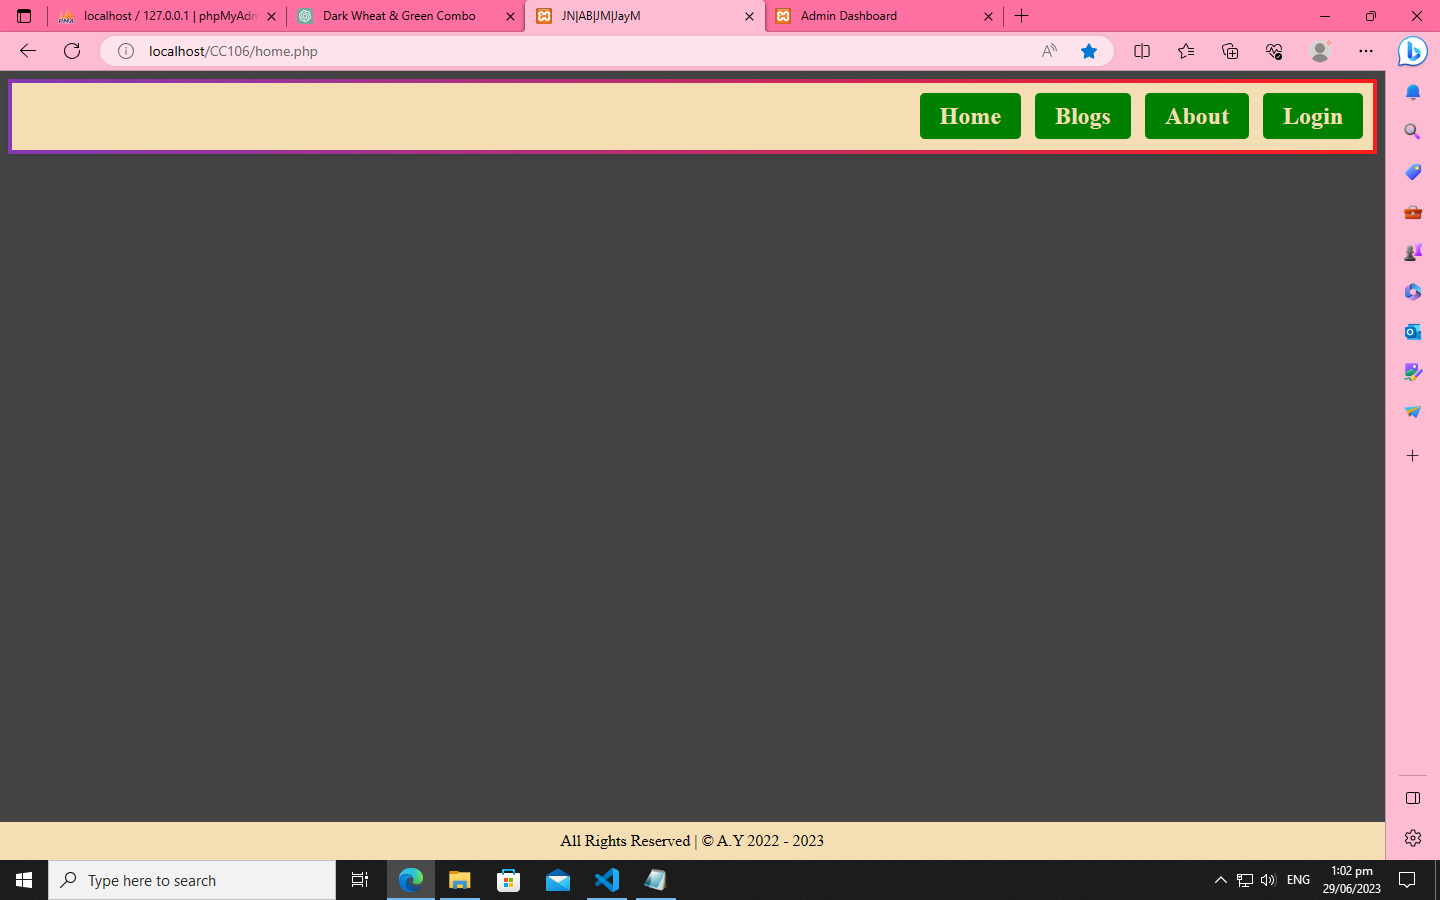 localhost / 127.0.0.1 | phpMyAdn
Dark Wheat & Green Combo
JN|AB|JM|JayM
Admin Dashboard
localhost/CC106/home.php
Home
Blogs
About
Login
All Rights Reserved | © A.Y 2022 - 2023
Type here to search
ENG
1:02 pm
29/06/2023